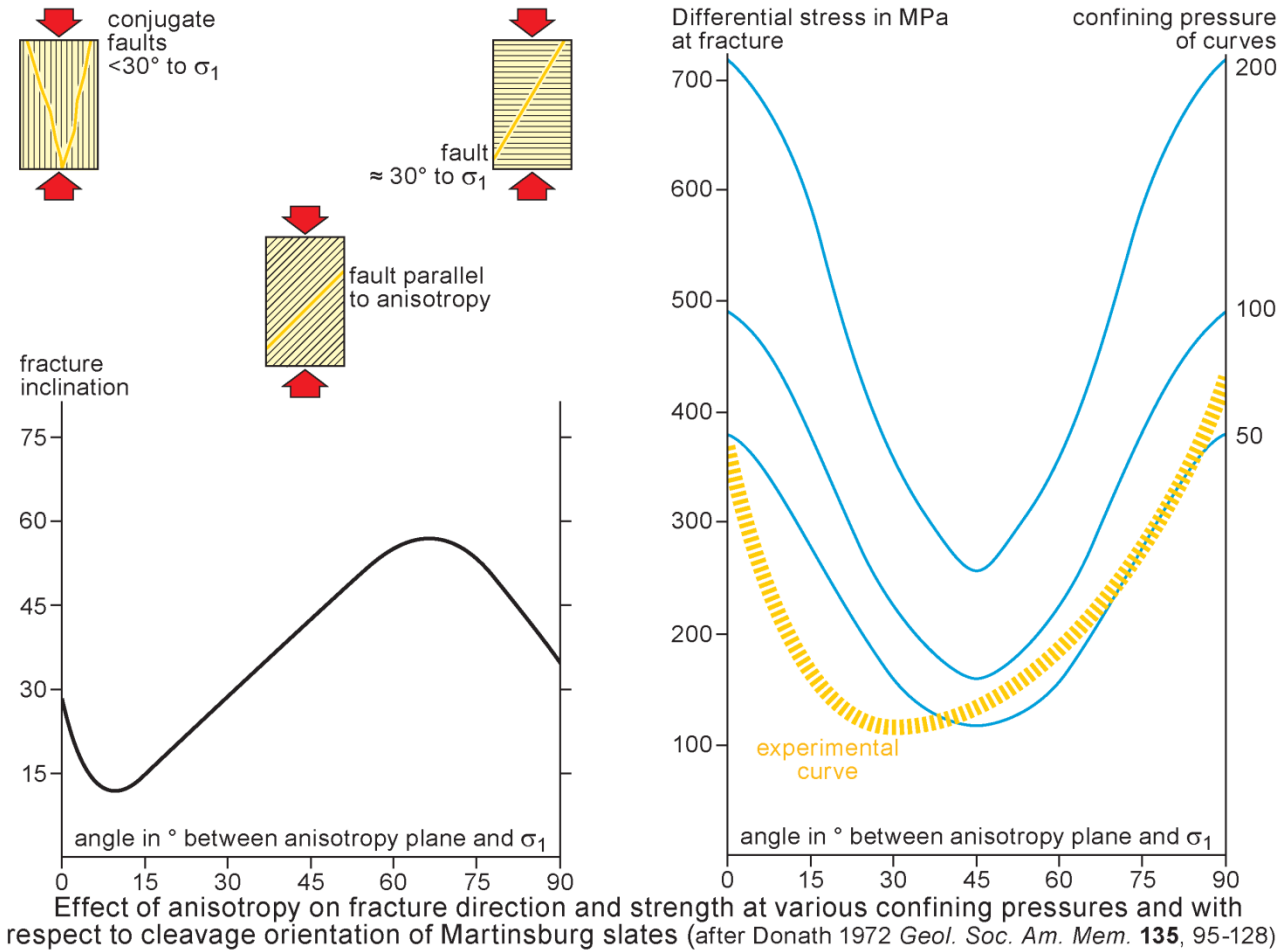 conjugate
faults
<30° to σ1
fault
≈ 30° to σ1
fault parallel
to anisotropy
fracture
inclination
75
60
45
30
15
angle in ° between anisotropy plane and σ1
0 15 30 45 60 75 90
Differential stress in MPa
at fracture
confining pressure
of curves
700
600
500
400
300
200
100
200
100
50
experimental
curve
angle in ° between anisotropy plane and σ1
0 15 30 45 60 75 90
Effect of anisotropy on fracture direction and strength at various confining pressures and with
respect to cleavage orientation of Martinsburg slates (after Donath 1972 Geol. Soc. Am. Mem. 135, 95-128)